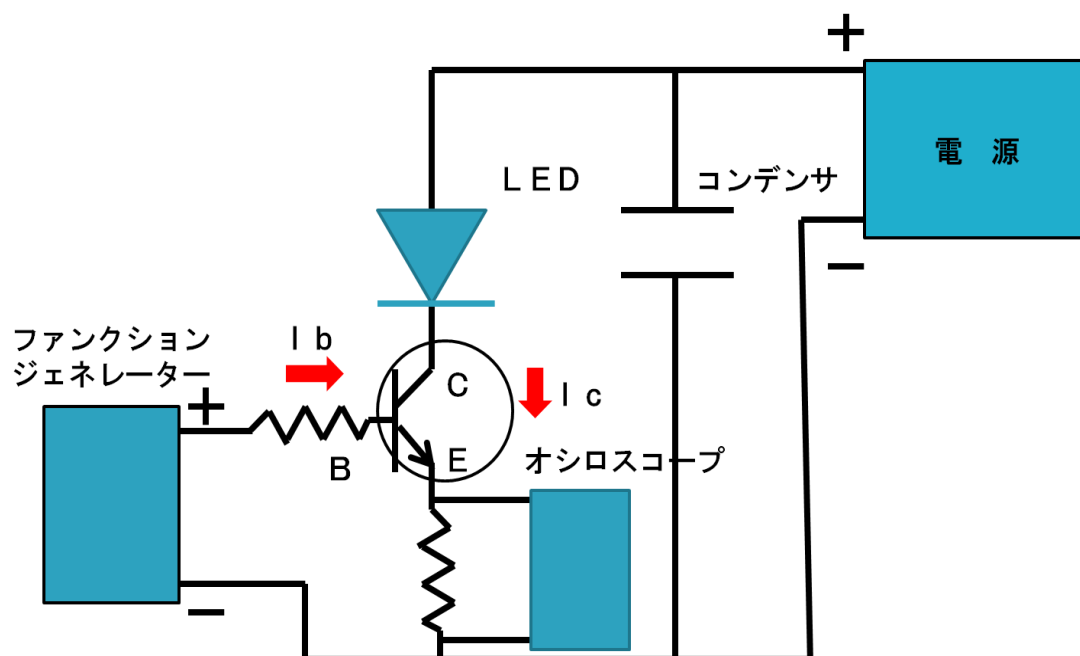 +
電　源
ＬＥＤ
コンデンサ
−
ファンクション
ジェネレーター
Ｉｂ
+
Ｃ
Ｉｃ
Ｂ
Ｅ
オシロスコープ
−